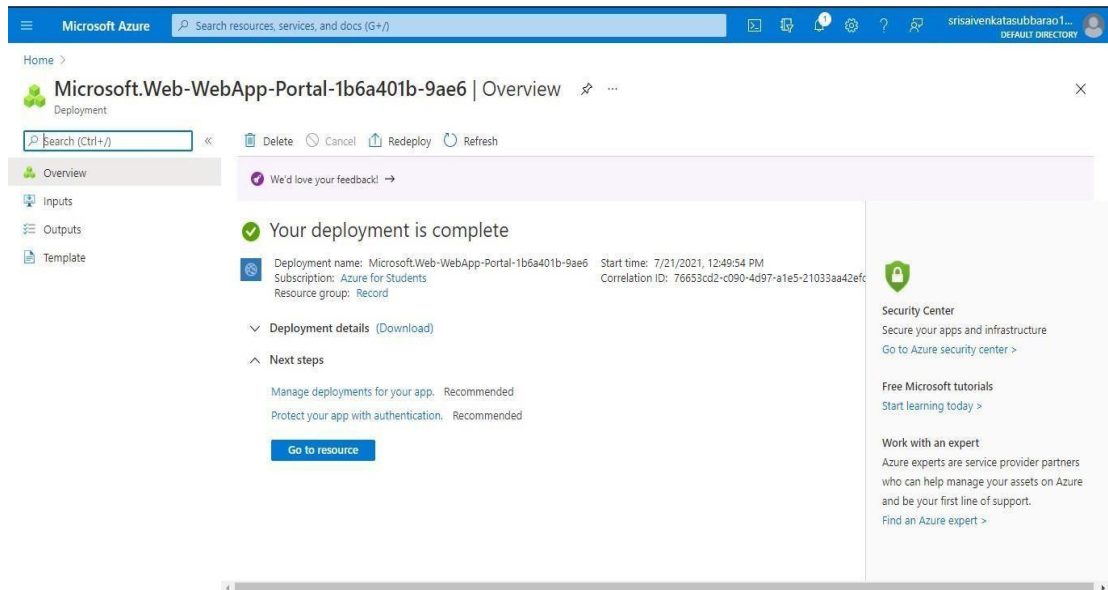 Microsoft Azure
Search resources, services, and docs (G+/)
1
srisaivenkatasubbarao1...
DEFAULT DIRECTORY
Home >
Microsoft.Web-WebApp-Portal-1b6a401b-9ae6 | Overview
Deployment
Search (Ctrl+/)
Delete Cancel Redeploy Refresh
Overview
Inputs
Outputs
Template
We'd love your feedback! →
Your deployment is complete
Deployment name: Microsoft.Web-WebApp-Portal-1b6a401b-9ae6
Subscription: Azure for Students
Resource group: Record
Start time: 7/21/2021, 12:49:54 PM
Correlation ID: 76653cd2-c090-4d97-a1e5-21033aa42efc
Deployment details (Download)
Next steps
Manage deployments for your app. Recommended
Protect your app with authentication. Recommended
Go to resource
Security Center
Secure your apps and infrastructure
Go to Azure security center >
Free Microsoft tutorials
Start learning today >
Work with an expert
Azure experts are service provider partners
who can help manage your assets on Azure
and be your first line of support.
Find an Azure expert >